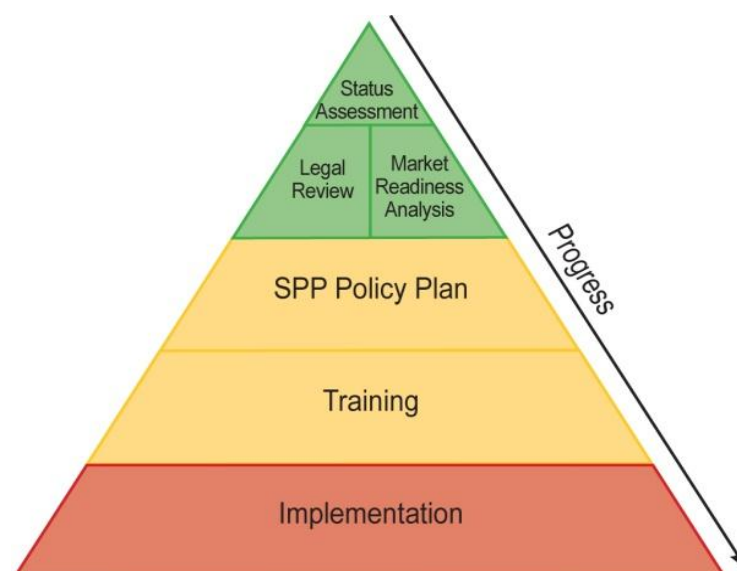 Status
Assessment
Legal
Review
Market
Readiness
Analysis
SPP Policy Plan
Progress
Training
Implementation